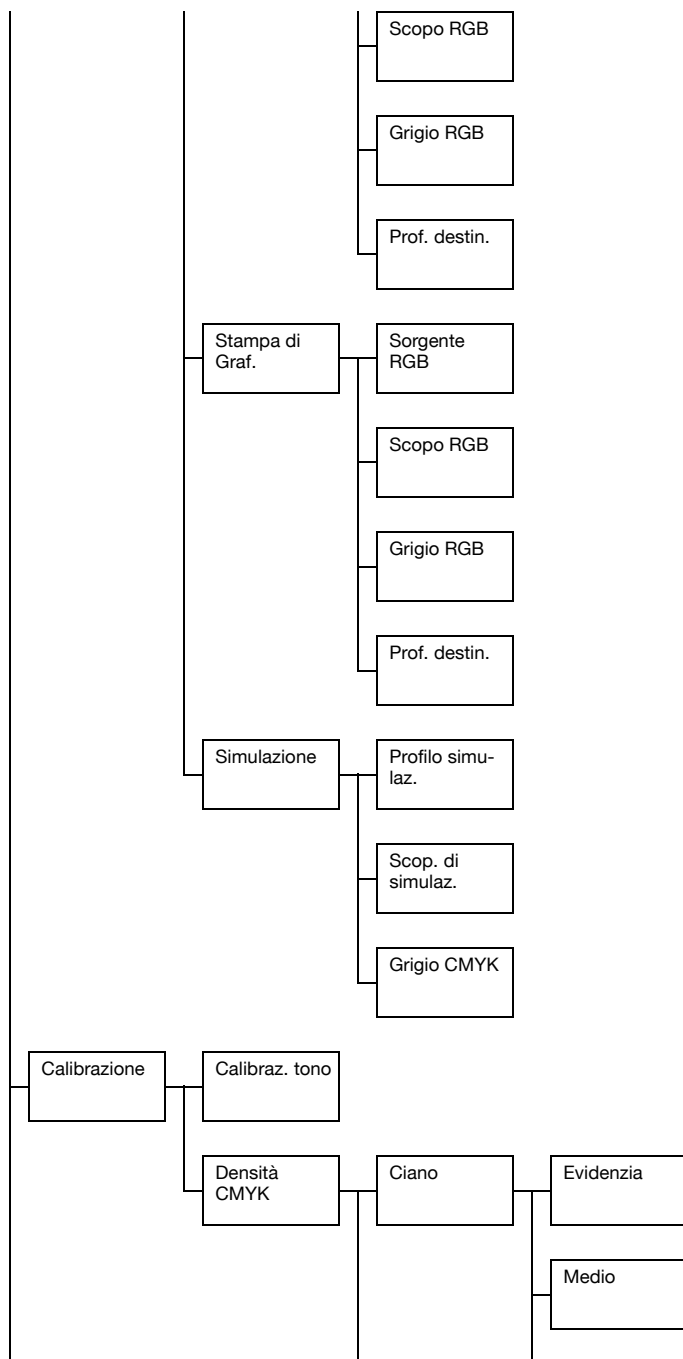 Scopo RGB
Grigio RGB
Prof. destin.
Stampa di
Graf.
Sorgente
RGB
Scopo RGB
Grigio RGB
Prof. destin.
Simulazione
Profilo simu-
laz.
Scop. di
simulaz.
Grigio CMYK
Calibrazione
Calibraz. tono
Densità
CMYK
Ciano
Evidenzia
Medio